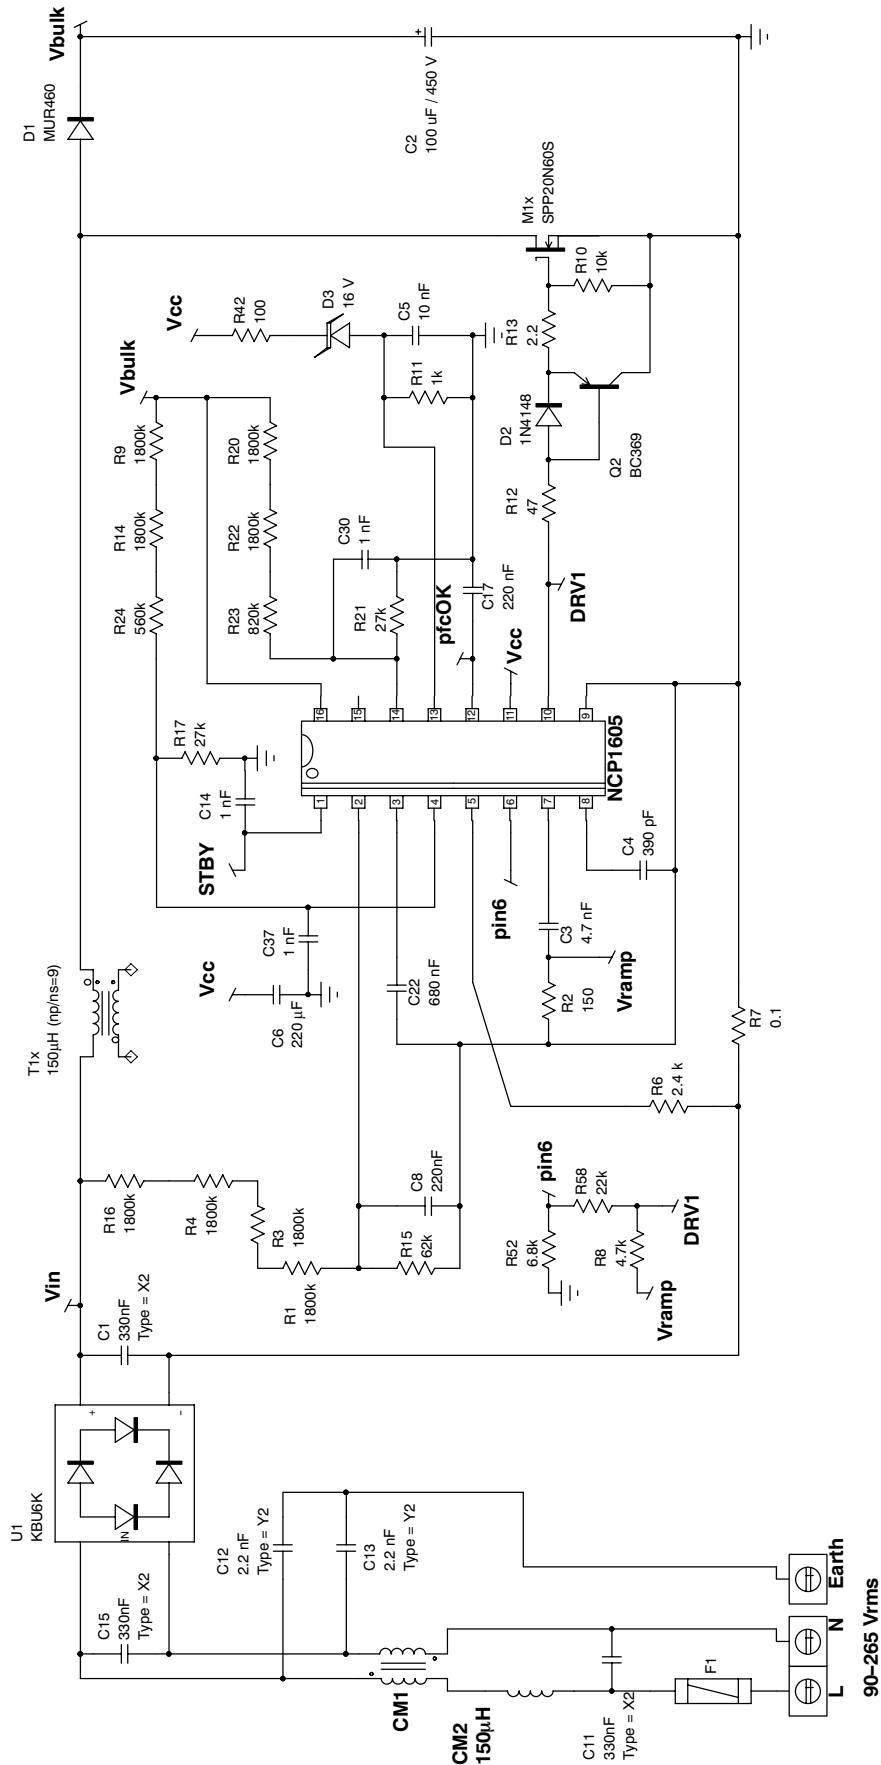 U1
KBU6K
+
−
IN
C15
330nF
Type = X2
C1
330nF
Type = X2
Vin
R16
1800k
R4
1800k
R3
1800k
R1
1800k
R15
62k
C8
220nF
T1x
150µH (np/ns=9)
D1
MUR460
Vbulk
C2
100 uF / 450 V
+
C12
2.2 nF
Type = Y2
C13
2.2 nF
Type = Y2
CM1
CM2
150µH
C11
330nF
Type = X2
F1
L
N
Earth
90–265 Vrms
R52
6.8k
pin6
R58
22k
R8
4.7k
DRV1
Vramp
R6
2.4 k
R7
0.1
Vcc
C6
220 µF
C37
1 nF
C22
680 nF
R2
150
C3
4.7 nF
Vramp
pin6
C4
390 pF
STBY
C14
1 nF
R17
27k
NCP1605
1
2
3
4
5
6
7
8
16
15
14
13
12
11
10
9
R24
560k
R14
1800k
R9
1800k
Vbulk
R23
820k
R22
1800k
R20
1800k
R21
27k
C30
1 nF
pfcOK
C17
220 nF
Vcc
DRV1
Vcc
R42
100
D3
16 V
R11
1k
C5
10 nF
R12
47
D2
1N4148
Q2
BC369
R13
2.2
R10
10k
M1x
SPP20N60S